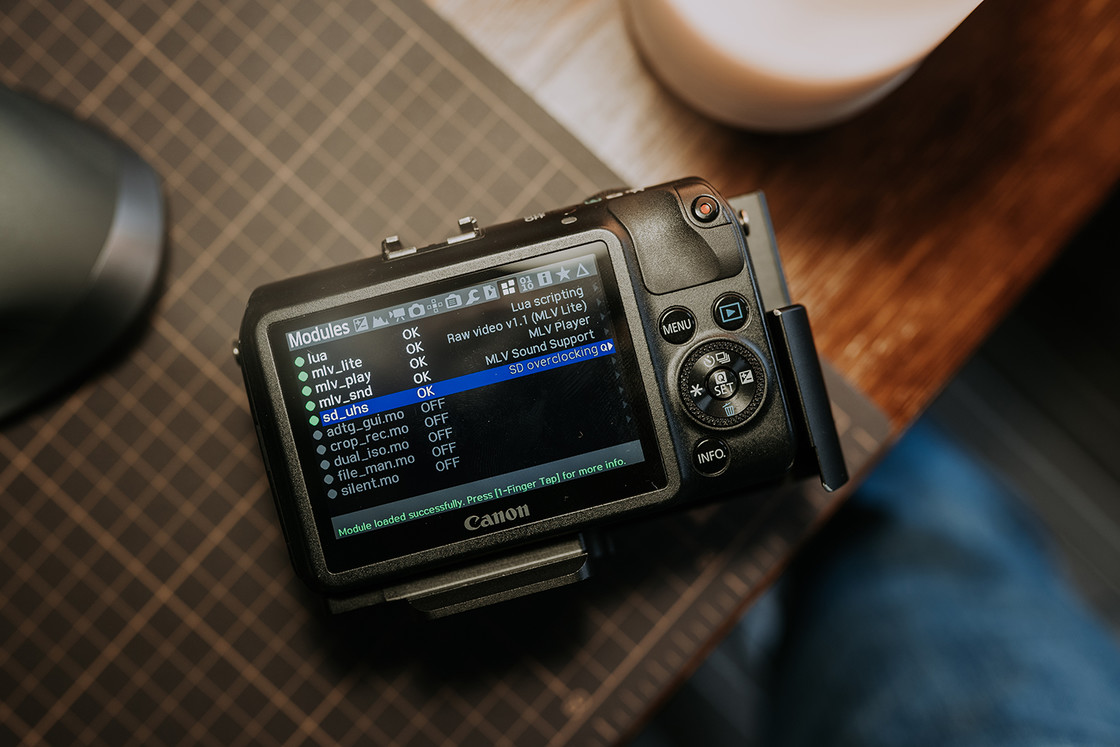 Modules
lua OK Lua scripting
mlv_lite OK Raw video v1.1 (MLV Lite)
mlv_play OK MLV Player
mlv_snd OK MLV Sound Support
sd_uhs OK SD overclocking Q
adtg_gui.mo OFF
crop_rec.mo OFF
dual_iso.mo OFF
file_man.mo OFF
silent.mo OFF
Module loaded successfully. Press [1-Finger Tap] for more info.
Canon
MENU
Q
SET
INFO.